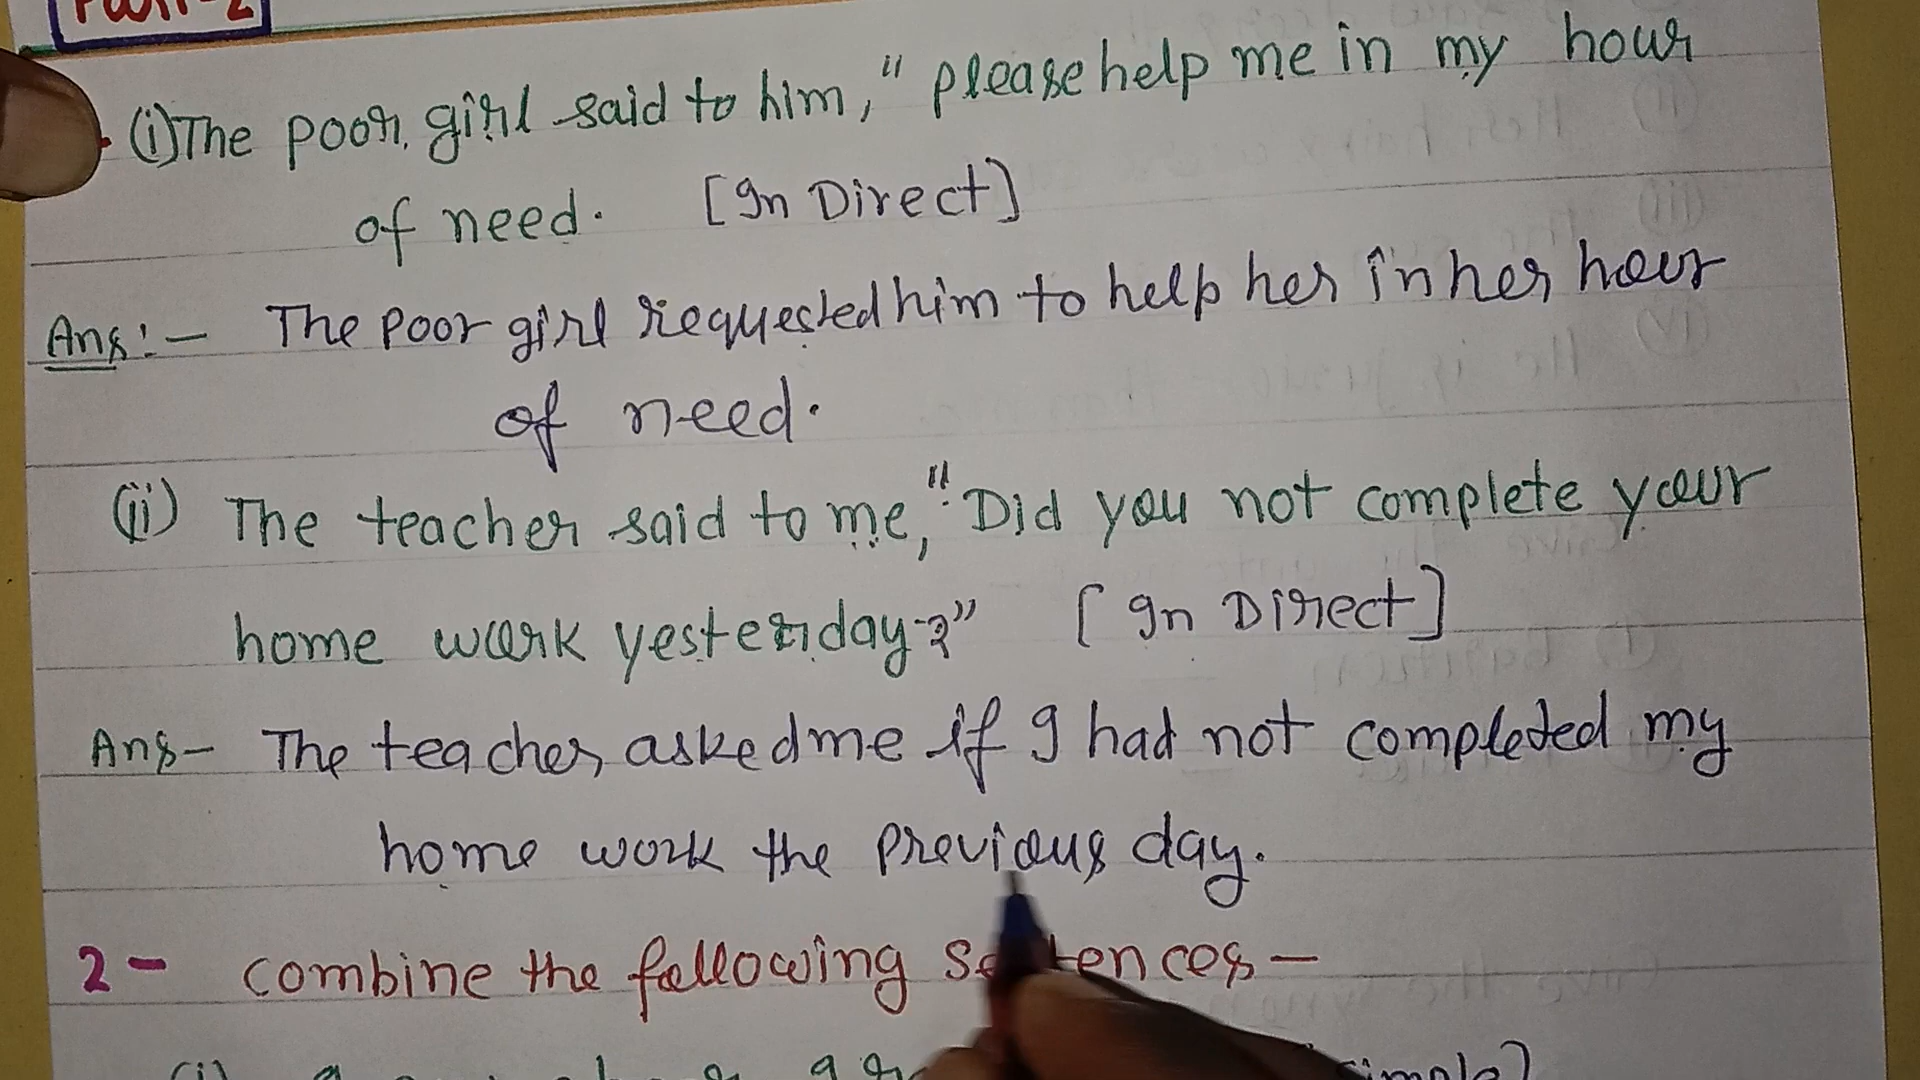 Part-2
(i) The poor girl said to him, "please help me in my hour
of need. [In Direct]
Ans:- The poor girl requested him to help her in her hour
of need.
(ii) The teacher said to me, "Did you not complete your
home work yesterday?" [In Direct]
Ans- The teacher asked me if I had not completed my
home work the previous day.
2- combine the following sentences-
(i)